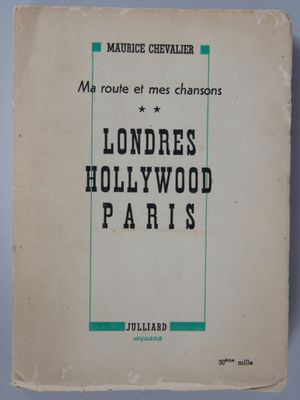 MAURICE CHEVALIER
Ma route et mes chansons
★ ★
LONDRES
HOLLYWOOD
PARIS
JULLIARD
sequana
30ème mille